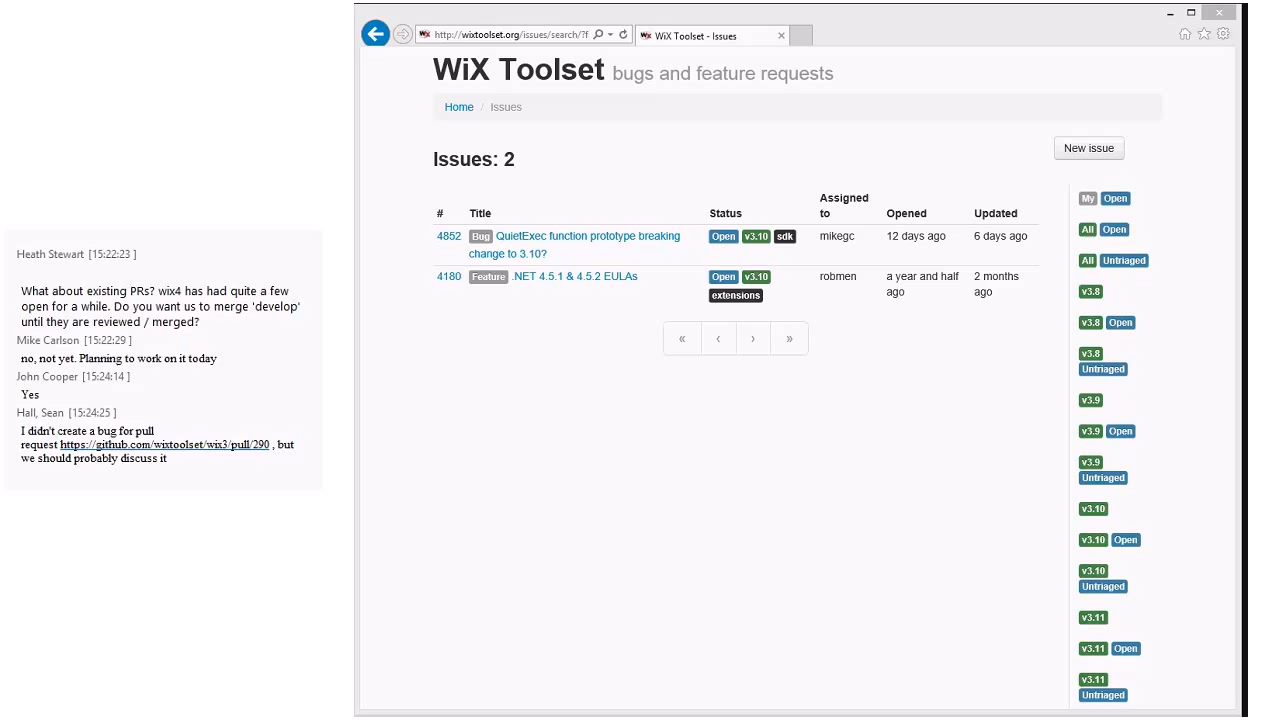 Heath Stewart [15:22:23 ]
What about existing PRs? wix4 has had quite a few
open for a while. Do you want us to merge 'develop'
until they are reviewed / merged?
Mike Carlson [15:22:29 ]
no, not yet. Planning to work on it today
John Cooper [15:24:14 ]
Yes
Hall, Sean [15:24:25 ]
I didn't create a bug for pull
request https://github.com/wixtoolset/wix3/pull/290 , but
we should probably discuss it
http://wixtoolset.org/issues/search/?f
WiX Toolset - Issues
WiX Toolset bugs and feature requests
Home / Issues
Issues: 2
New issue
# Title Status Assigned to Opened Updated
4852 Bug QuietExec function prototype breaking Open v3.10 sdk mikegc 12 days ago 6 days ago
change to 3.10?
4180 Feature .NET 4.5.1 & 4.5.2 EULAs Open v3.10 robmen a year and half 2 months
extensions ago ago
« ‹ › »
My Open
All Open
All Untriaged
v3.8
v3.8 Open
v3.8
Untriaged
v3.9
v3.9 Open
v3.9
Untriaged
v3.10
v3.10 Open
v3.10
Untriaged
v3.11
v3.11 Open
v3.11
Untriaged